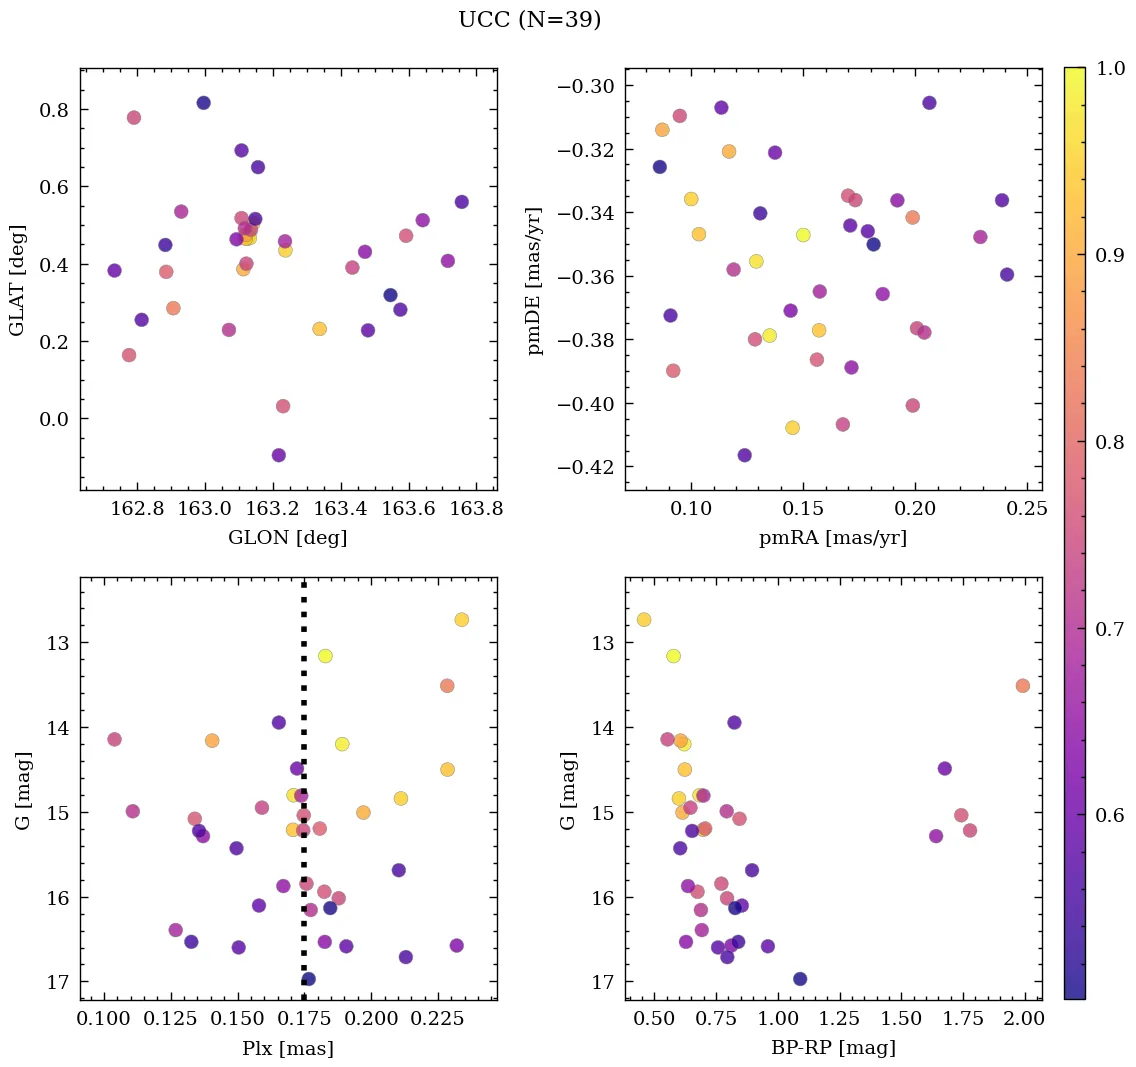 UCC (N=39)
0.8
0.6
0.4
0.2
0.0
GLAT [deg]
162.8 163.0 163.2 163.4 163.6 163.8
GLON [deg]
−0.30
−0.32
−0.34
−0.36
−0.38
−0.40
−0.42
pmDE [mas/yr]
0.10 0.15 0.20 0.25
pmRA [mas/yr]
1.0
0.9
0.8
0.7
0.6
13
14
15
16
17
G [mag]
0.100 0.125 0.150 0.175 0.200 0.225
Plx [mas]
13
14
15
16
17
G [mag]
0.50 0.75 1.00 1.25 1.50 1.75 2.00
BP-RP [mag]